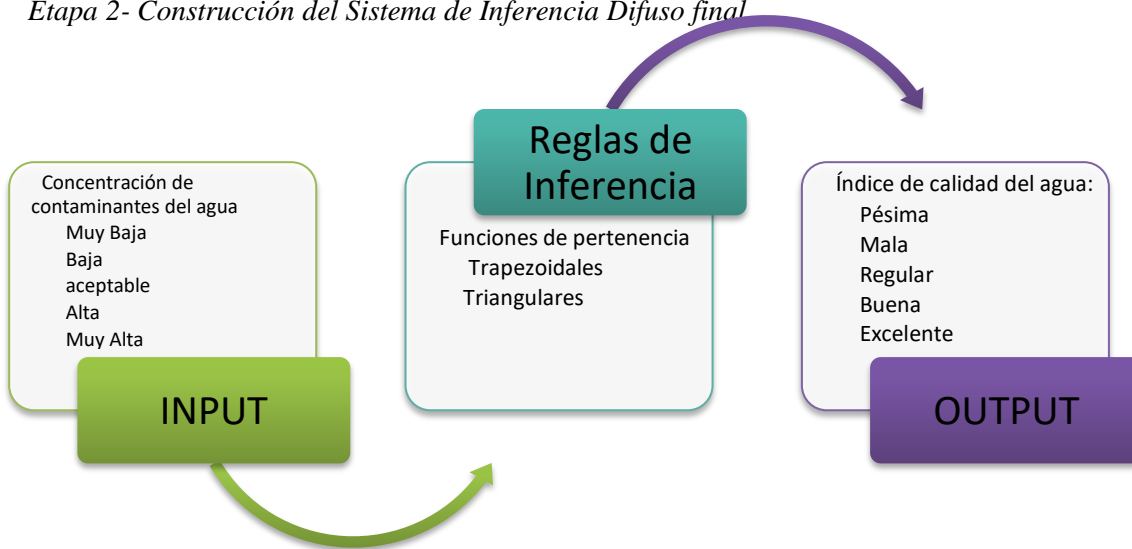 Etapa 2- Construcción del Sistema de Inferencia Difuso final
Concentración de
contaminantes del agua
Muy Baja
Baja
aceptable
Alta
Muy Alta
INPUT
Reglas de
Inferencia
Funciones de pertenencia
Trapezoidales
Triangulares
Índice de calidad del agua:
Pésima
Mala
Regular
Buena
Excelente
OUTPUT